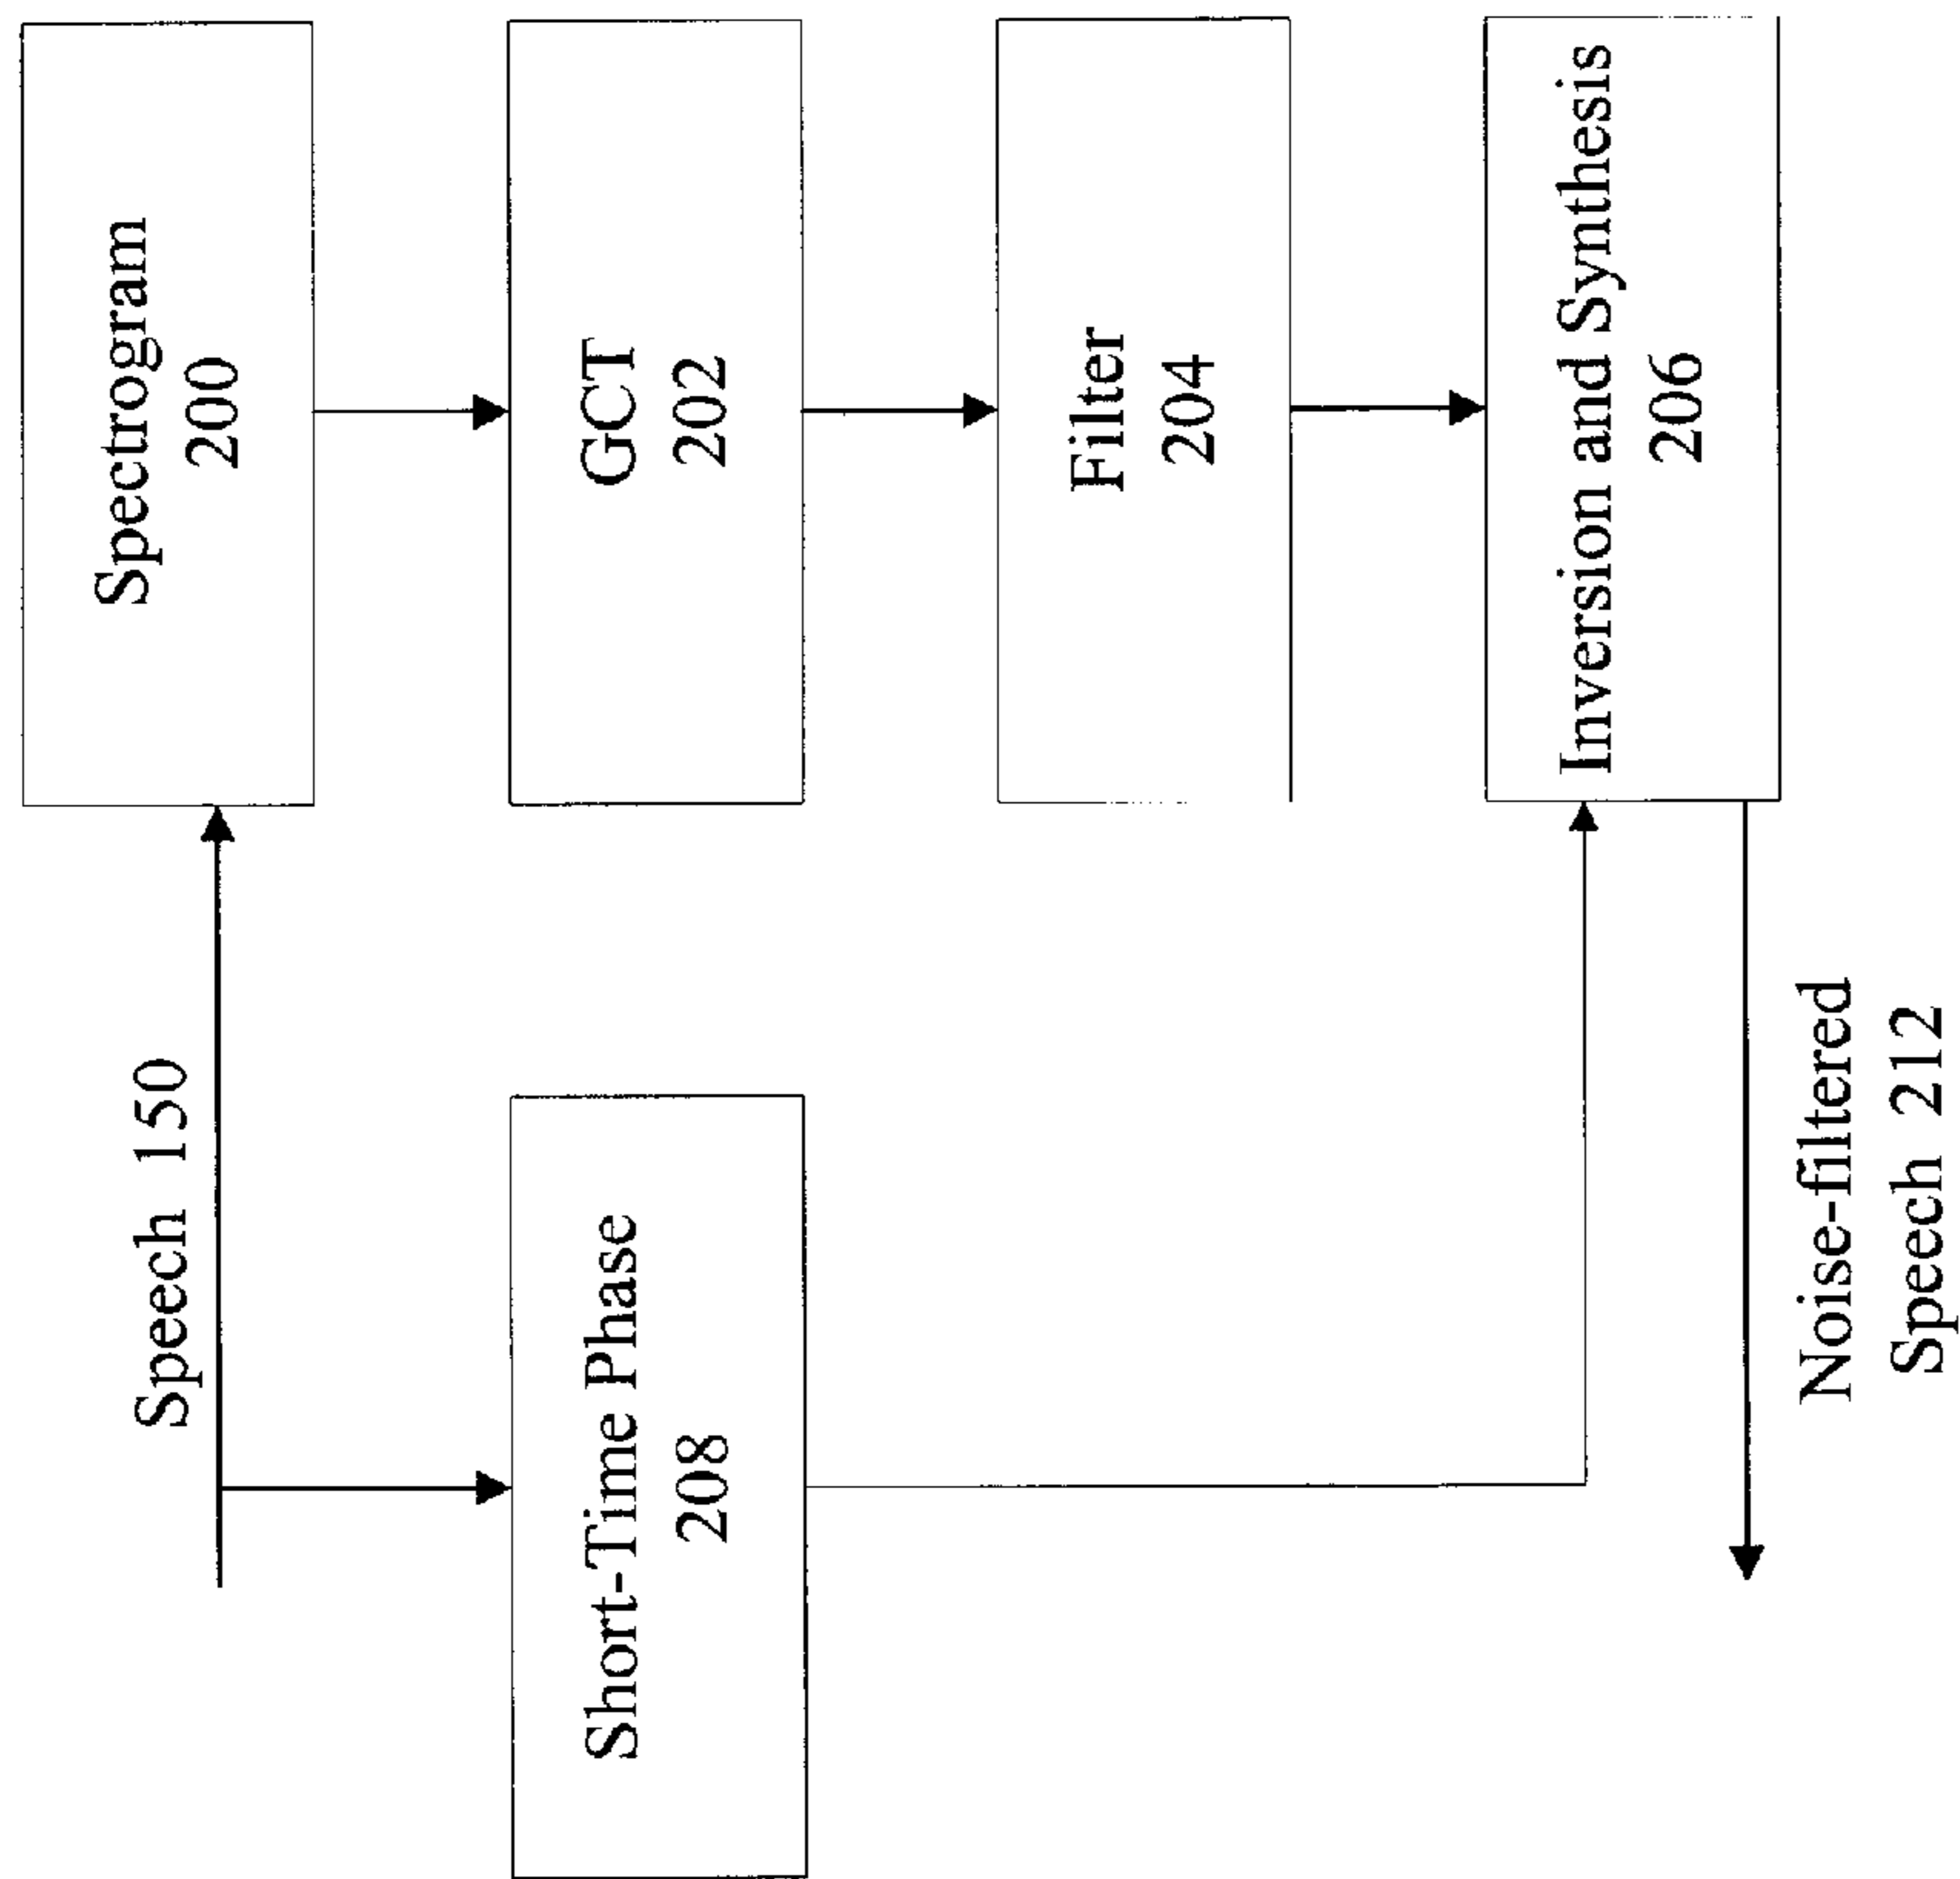 Spectrogram
200
GCT
202
Filter
204
Inversion and Synthesis
206
Speech 150
Short-Time Phase
208
Noise-filtered
Speech 212